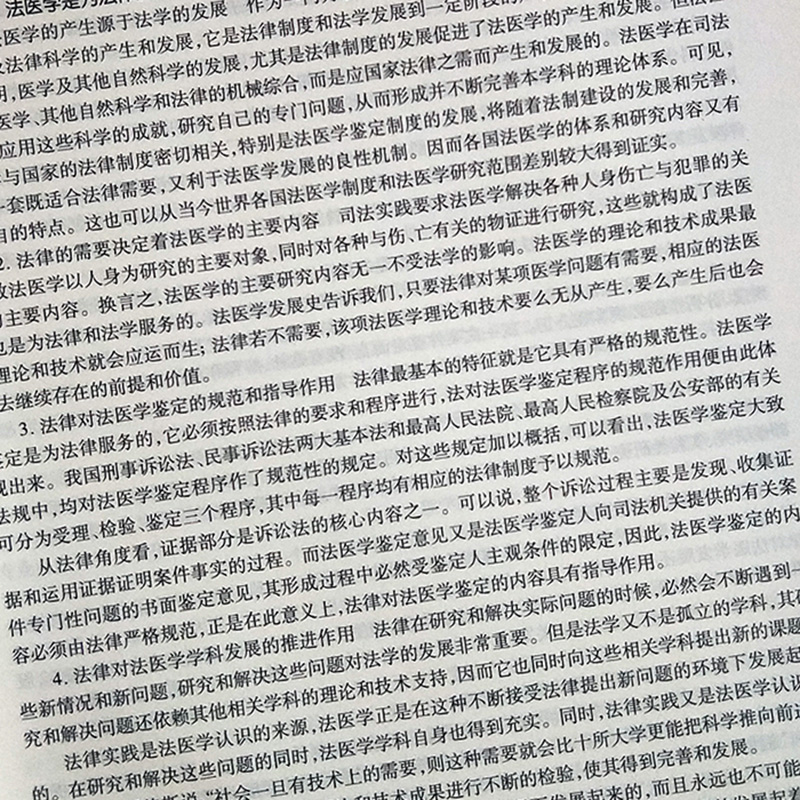 法医学是为法
医学的产生源于法学的发展 作为一
法律科学的产生和发展，它是法律制度和法学发展到一定阶段的
医学及其他自然科学的发展，尤其是法律制度的发展促进了法医学的产生和发展。
医学、其他自然科学和法律的机械综合，而是应国家法律之需而产生和发展的。法医学在司法
应用这些科学的成就，研究自己的专门问题，从而形成并不断完善本学科的理论体系。可见，
与国家的法律制度密切相关，特别是法医学鉴定制度的发展，将随着法制建设的发展和完善，
一套既适合法律需要，又利于法医学发展的良性机制。因而各国法医学的体系和研究内容又有
目的特点。这也可以从当今世界各国法医学制度和法医学研究范围差别较大得到证实。
2. 法律的需要决定着法医学的主要内容 司法实践要求法医学解决各种人身伤亡与犯罪的关
故法医学以人身为研究的主要对象，同时对各种与伤、亡有关的物证进行研究，这些就构成了法医
的主要内容。换言之，法医学的主要研究内容无一不受法学的影响。法医学的理论和技术成果最
也是为法律和法学服务的。法医学发展史告诉我们，只要法律对某项医学问题有需要，相应的法医
理论和技术就会应运而生；法律若不需要，该项法医学理论和技术要么无从产生，要么产生后也会
去继续存在的前提和价值。
3. 法律对法医学鉴定的规范和指导作用 法律最基本的特征就是它具有严格的规范性。法医学
定是为法律服务的，它必须按照法律的要求和程序进行，法对法医学鉴定程序的规范作用便由此体
现出来。我国刑事诉讼法、民事诉讼法两大基本法和最高人民法院、最高人民检察院及公安部的有关
法规中，均对法医学鉴定程序作了规范性的规定。对这些规定加以概括，可以看出，法医学鉴定大致
可分为受理、检验、鉴定三个程序，其中每一程序均有相应的法律制度予以规范。
从法律角度看，证据部分是诉讼法的核心内容之一。可以说，整个诉讼过程主要是发现、收集证
据和运用证据证明案件事实的过程。而法医学鉴定意见又是法医学鉴定人向司法机关提供的有关案
件专门性问题的书面鉴定意见，其形成过程中必然受鉴定人主观条件的限定，因此，法医学鉴定的内
容必须由法律严格规范，正是在此意义上，法律对法医学鉴定的内容具有指导作用。
4. 法律对法医学学科发展的推进作用 法律在研究和解决实际问题的时候，必然会不断遇到一
些新情况和新问题，研究和解决这些问题对法学的发展非常重要。但是法学又不是孤立的学科，其
究和解决问题还依赖其他相关学科的理论和技术支持，因而它也同时向这些相关学科提出新的课题
法律实践是法医学认识的来源，法医学正是在这种不断接受法律提出新问题的环境下发展起
的。在研究和解决这些问题的同时，法医学学科自身也得到充实。同时，法律实践又是法医学认识
斯说“社会一旦有技术上的需要，则这种需要就会比十所大学更能把科学推向前
和技术成果进行不断的检验，使其得到完善和发展。
发展起来的，而且永远也不可能